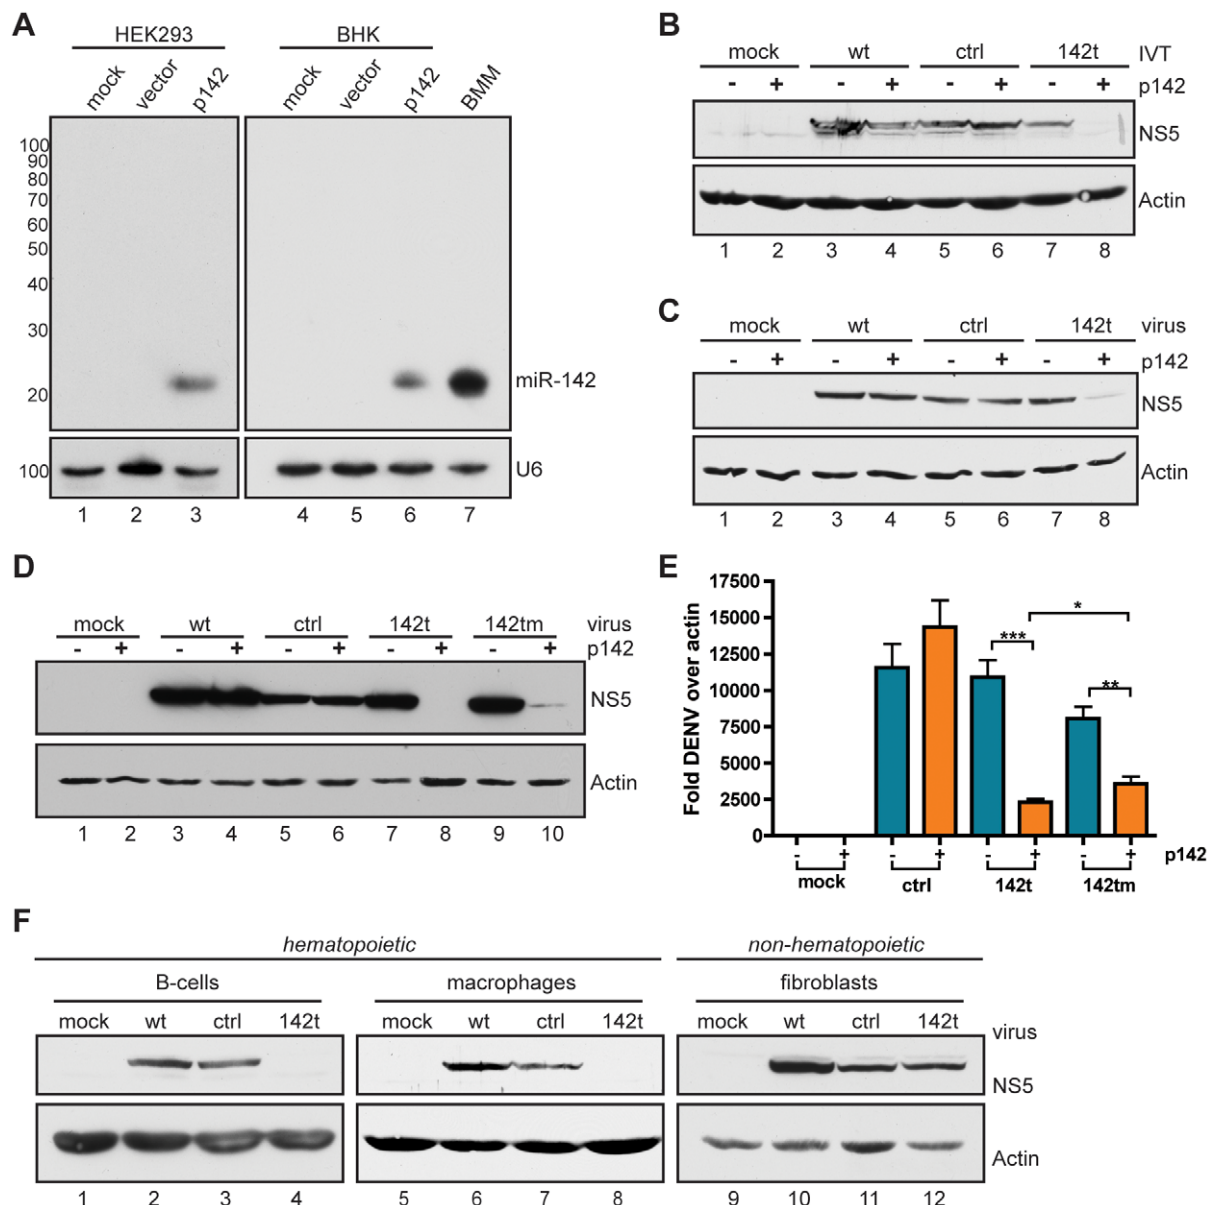 A
HEK293 BHK
mock vector p142 mock vector p142 BMM
100
90
80
70
60
50
40
30
20
miR-142
100
U6
1 2 3 4 5 6 7
B
mock wt ctrl 142t IVT
- + - + - + - + p142
NS5
Actin
1 2 3 4 5 6 7 8
C
mock wt ctrl 142t virus
- + - + - + - + p142
NS5
Actin
1 2 3 4 5 6 7 8
D
mock wt ctrl 142t 142tm virus
- + - + - + - + - + p142
NS5
Actin
1 2 3 4 5 6 7 8 9 10
E
Fold DENV over actin
17500
15000
12500
10000
7500
5000
2500
0
*
***
**
- + - + - + - + p142
mock ctrl 142t 142tm
F
hematopoietic non-hematopoietic
B-cells macrophages fibroblasts
mock wt ctrl 142t mock wt ctrl 142t mock wt ctrl 142t virus
NS5
Actin
1 2 3 4 5 6 7 8 9 10 11 12